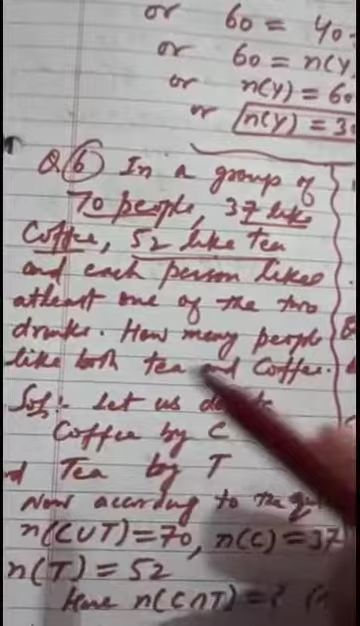 or 60 = 40
or 60 = n(Y
or n(Y) = 60
or n(Y) = 3
Q.6 In a group of
70 people, 37 like
Coffee, 52 like tea
and each person likes
atleast one of the two
drinks. How many people
like both tea and Coffee.
Sol:- Let us
Coffee by C
Tea by T
Now according to the
n(C∪T)=70, n(C)=37
n(T)=52
Here n(C∩T)=?